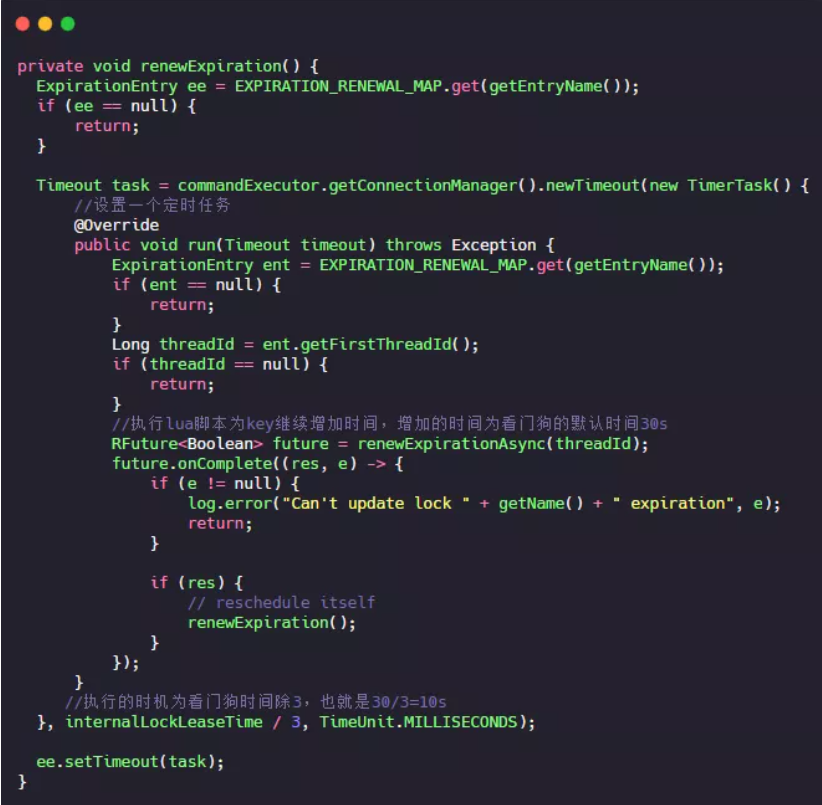 private void renewExpiration() {
ExpirationEntry ee = EXPIRATION_RENEWAL_MAP.get(getEntryName());
if (ee == null) {
return;
}
Timeout task = commandExecutor.getConnectionManager().newTimeout(new TimerTask() {
//设置一个定时任务
@Override
public void run(Timeout timeout) throws Exception {
ExpirationEntry ent = EXPIRATION_RENEWAL_MAP.get(getEntryName());
if (ent == null) {
return;
}
Long threadId = ent.getFirstThreadId();
if (threadId == null) {
return;
}
//执行lua脚本为key继续增加时间，增加的时间为看门狗的默认时间30s
RFuture<Boolean> future = renewExpirationAsync(threadId);
future.onComplete((res, e) -> {
if (e != null) {
log.error("Can't update lock " + getName() + " expiration", e);
return;
}
if (res) {
// reschedule itself
renewExpiration();
}
});
}
//执行的时机为看门狗时间除3，也就是30/3=10s
}, internalLockLeaseTime / 3, TimeUnit.MILLISECONDS);
ee.setTimeout(task);
}